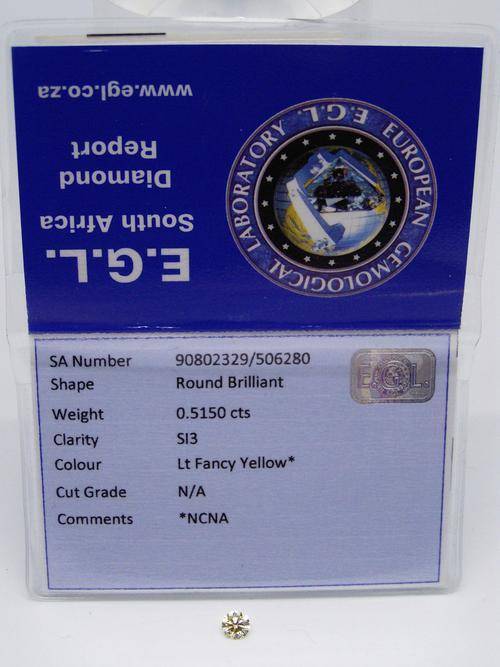 www.egl.co.za
Diamond
Report
South Africa
E.G.L.
EUROPEAN GEMOLOGICAL LABORATORY E.G.L.
SA Number 90802329/506280
Shape Round Brilliant
Weight 0.5150 cts
Clarity SI3
Colour Lt Fancy Yellow*
Cut Grade N/A
Comments *NCNA
E.G.L.